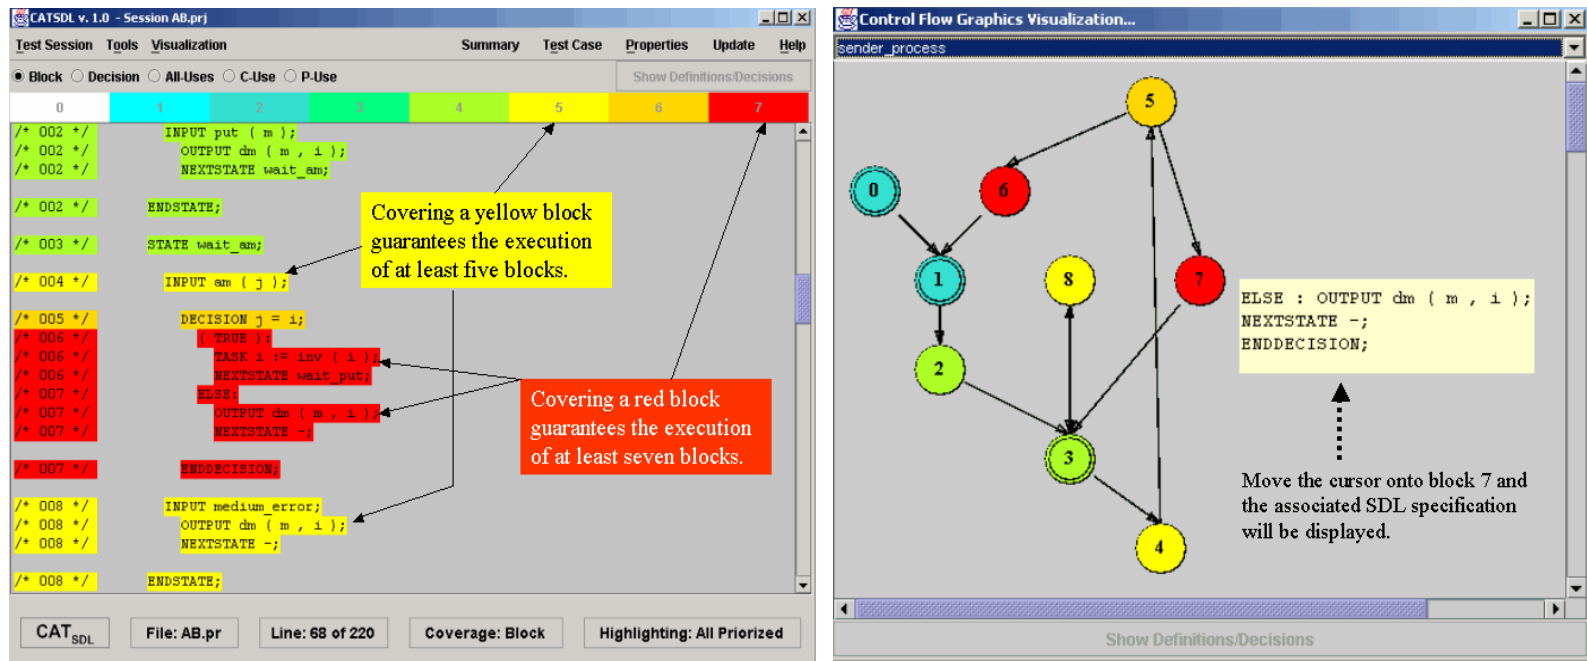 CATSDL v. 1.0 - Session AB.prj
Test Session Tools Visualization Summary Test Case Properties Update Help
Block Decision All-Uses C-Use P-Use Show Definitions/Decisions
0 1 2 3 4 5 6 7
/* 002 */ INPUT put ( m );
/* 002 */ OUTPUT dm ( m , i );
/* 002 */ NEXTSTATE wait_am;
/* 002 */ ENDSTATE;
/* 003 */ STATE wait_am;
/* 004 */ INPUT am ( j );
/* 005 */ DECISION j = i;
/* 006 */ ( TRUE ):
/* 006 */ TASK i := inv ( i );
/* 006 */ NEXTSTATE wait_put;
/* 007 */ ELSE:
/* 007 */ OUTPUT dm ( m , i );
/* 007 */ NEXTSTATE -;
/* 007 */ ENDDECISION;
/* 008 */ INPUT medium_error;
/* 008 */ OUTPUT dm ( m , i );
/* 008 */ NEXTSTATE -;
/* 008 */ ENDSTATE;
Covering a yellow block
guarantees the execution
of at least five blocks.
Covering a red block
guarantees the execution
of at least seven blocks.
CATSDL File: AB.pr Line: 68 of 220 Coverage: Block Highlighting: All Priorized
Control Flow Graphics Visualization...
sender_process
5
0
6
1
8
7
2
3
4
ELSE : OUTPUT dm ( m , i );
NEXTSTATE -;
ENDDECISION;
Move the cursor onto block 7 and
the associated SDL specification
will be displayed.
Show Definitions/Decisions